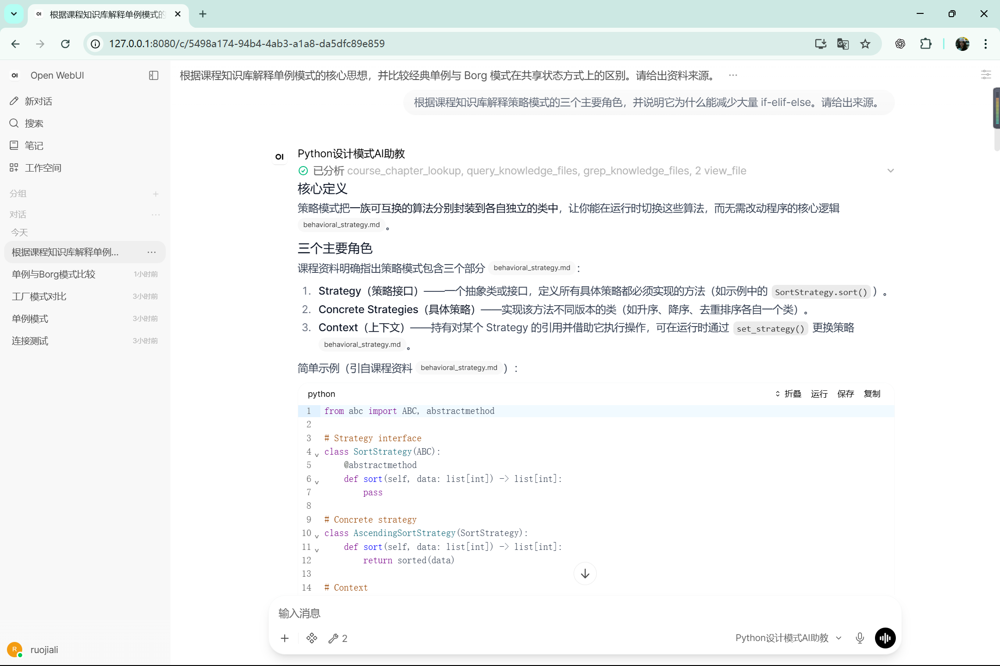 根据课程知识库解释单例模式的
127.0.0.1:8080/c/5498a174-94b4-4ab3-a1a8-da5dfc89e859
OI Open WebUI
新对话
搜索
笔记
工作空间
分组
对话
今天
根据课程知识库解释单例...
单例与Borg模式比较 1小时前
工厂模式对比 3小时前
单例模式 3小时前
连接测试 3小时前
R ruojiali
根据课程知识库解释单例模式的核心思想，并比较经典单例与 Borg 模式在共享状态方式上的区别。请给出资料来源。
根据课程知识库解释策略模式的三个主要角色，并说明它为什么能减少大量 if-elif-else。请给出来源。
OI Python设计模式AI助教
已分析 course_chapter_lookup, query_knowledge_files, grep_knowledge_files, 2 view_file
核心定义
策略模式把一族可互换的算法分别封装到各自独立的类中，让你能在运行时切换这些算法，而无需改动程序的核心逻辑
behavioral_strategy.md 。
三个主要角色
课程资料明确指出策略模式包含三个部分 behavioral_strategy.md ：
1. Strategy（策略接口）——一个抽象类或接口，定义所有具体策略都必须实现的方法（如示例中的 SortStrategy.sort() ）。
2. Concrete Strategies（具体策略）——实现该方法不同版本的类（如升序、降序、去重排序各自一个类）。
3. Context（上下文）——持有对某个 Strategy 的引用并借助它执行操作，可在运行时通过 set_strategy() 更换策略
behavioral_strategy.md 。
简单示例（引自课程资料 behavioral_strategy.md ）：
python 折叠 运行 保存 复制
1 from abc import ABC, abstractmethod
2
3 # Strategy interface
4 class SortStrategy(ABC):
5 @abstractmethod
6 def sort(self, data: list[int]) -> list[int]:
7 pass
8
9 # Concrete strategy
10 class AscendingSortStrategy(SortStrategy):
11 def sort(self, data: list[int]) -> list[int]:
12 return sorted(data)
13
14 # Context
输入消息
2 Python设计模式AI助教